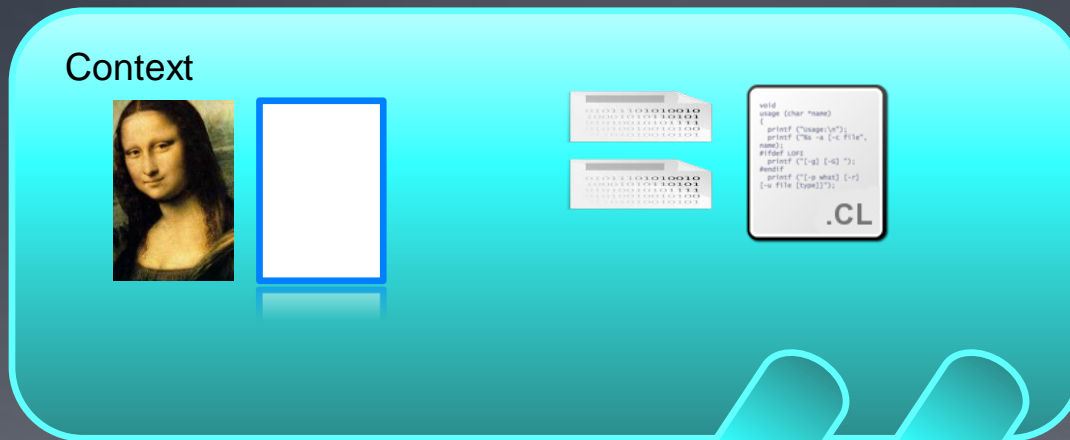 Context
void
usage (char *name)
{
printf ("Usage:\n");
printf ("%s -a [-c file",
name);
#ifdef LOFI
printf ("[-g] [-G] ");
#endif
printf ("[-p what] [-r]
[-u file [type]]");
.CL